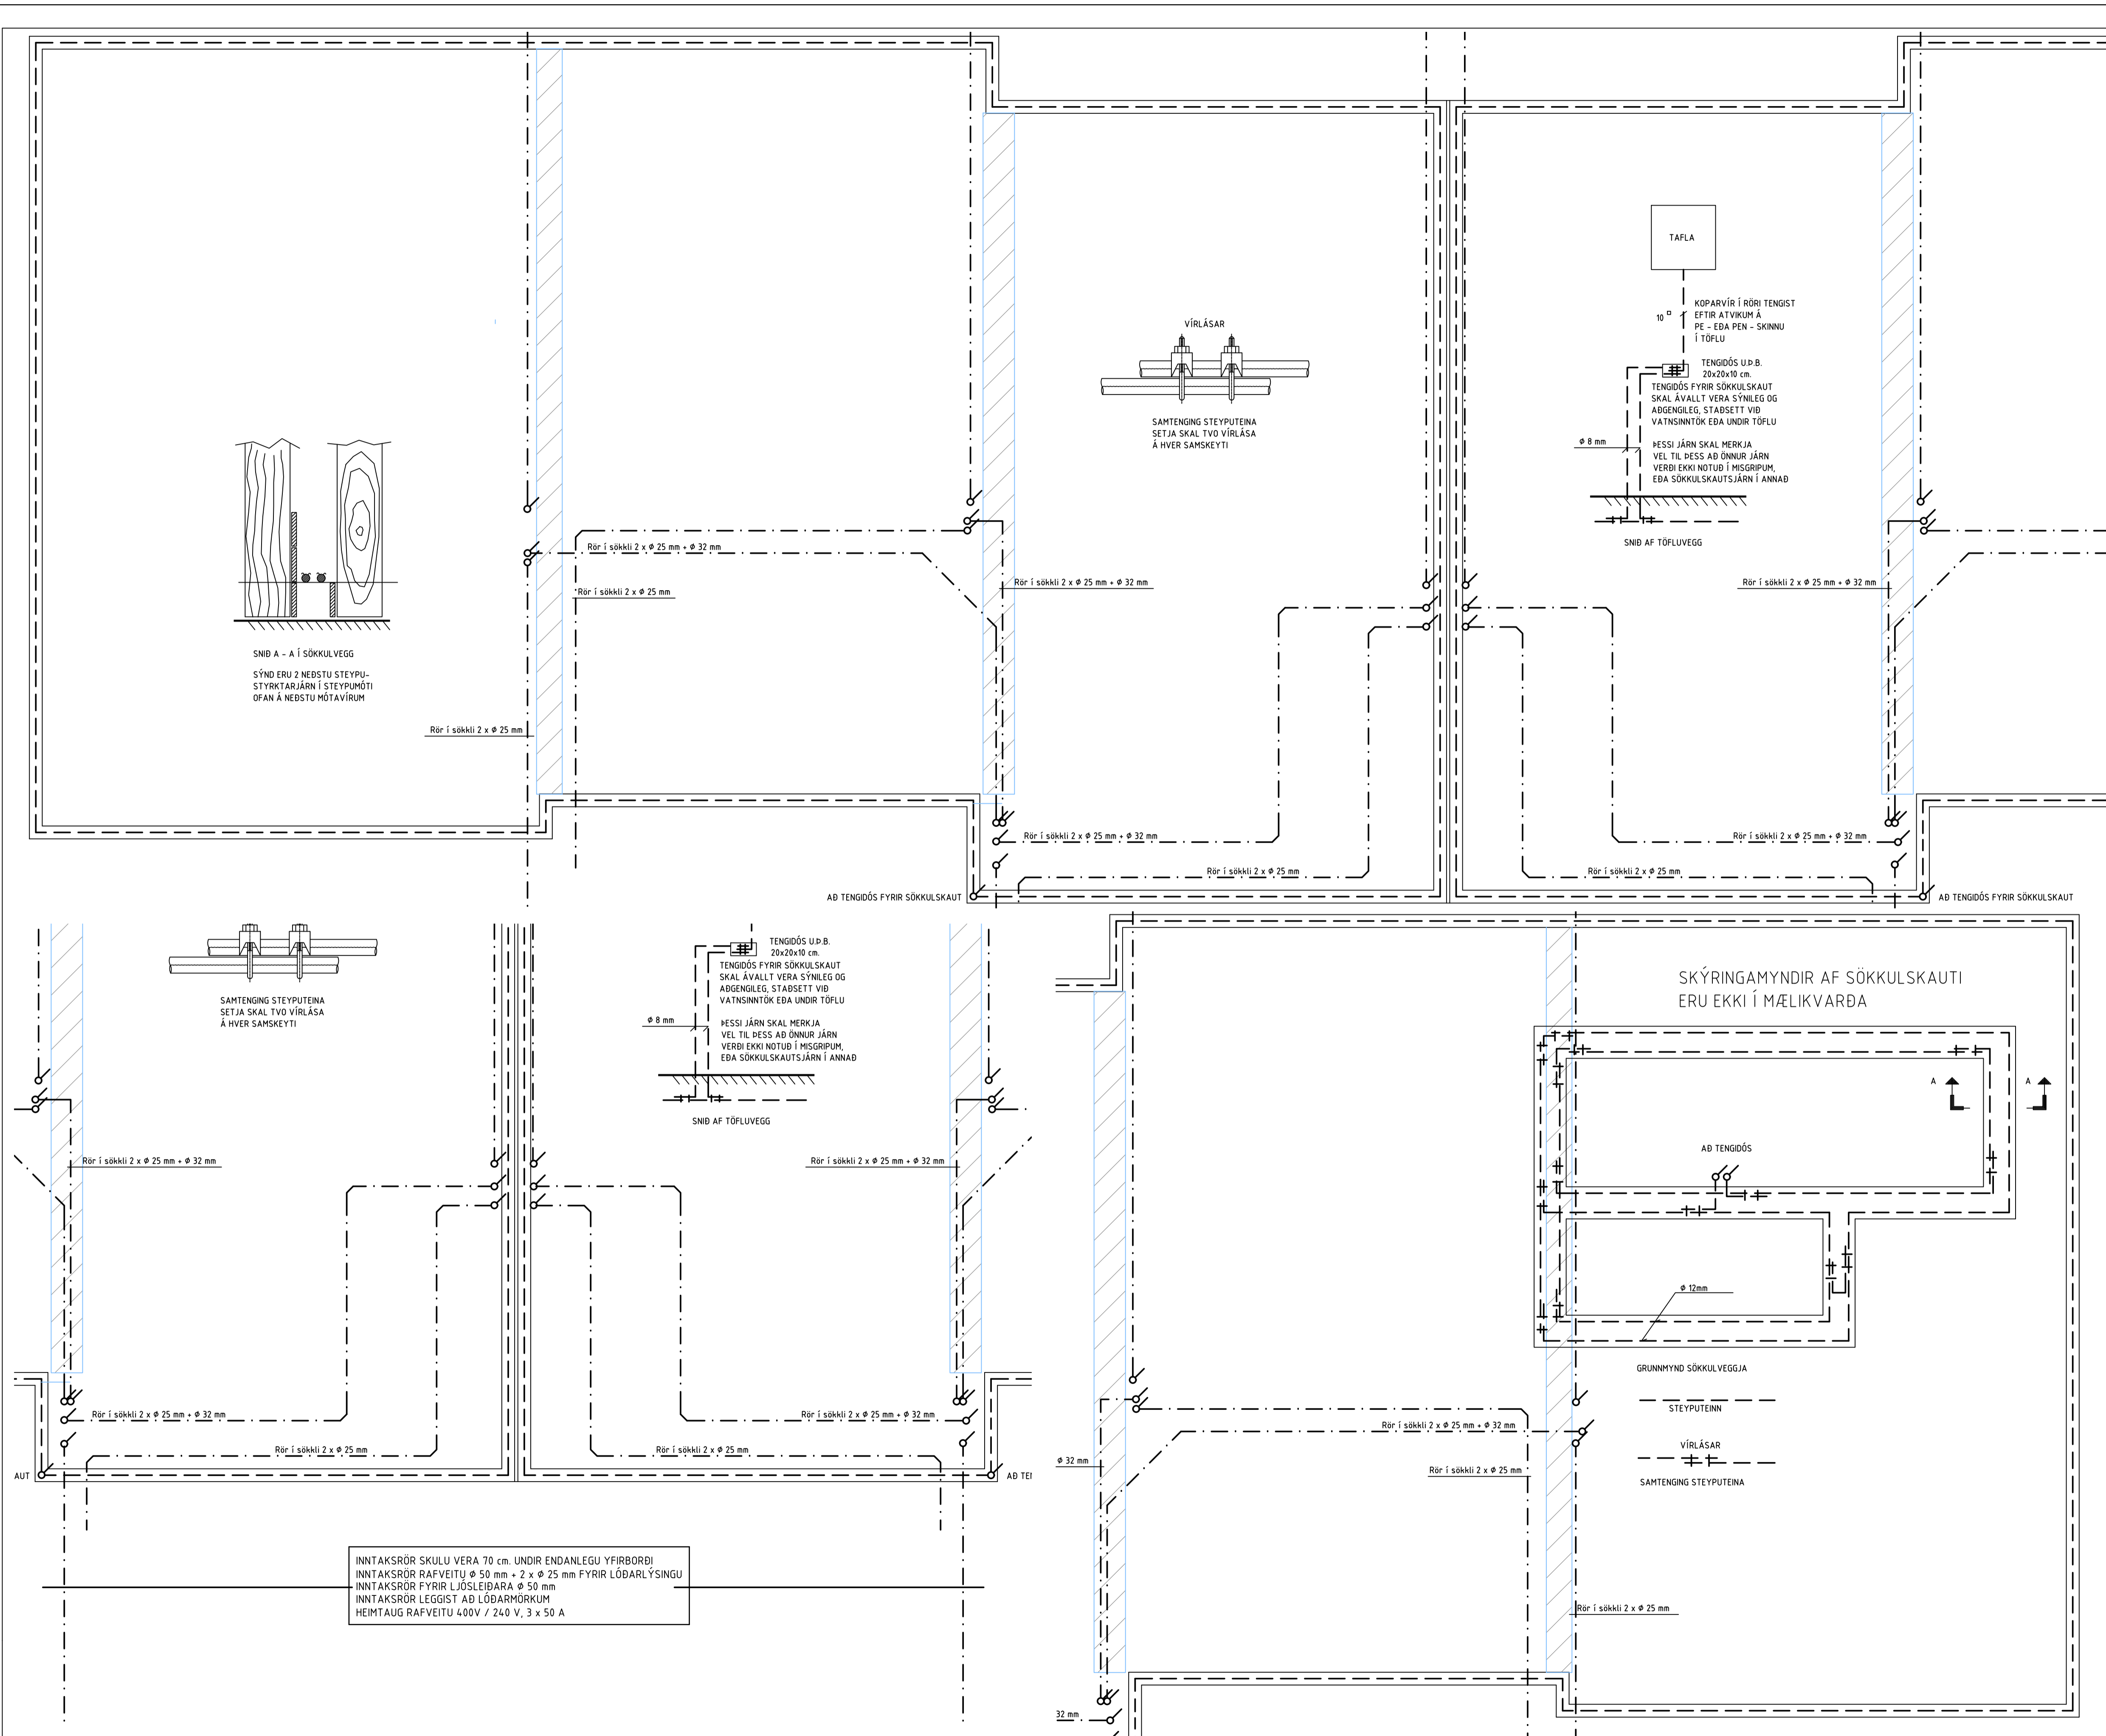 TAFLA
KOPARVÍR Í RÖRI TENGIST
EFTIR ATVIKUM Á
PE - EÐA PEN - SKINNU
Í TÖFLU
10
VÍRLÁSAR
SAMTENGING STEYPUTEINA
SETJA SKAL TVO VÍRLÁSA
Á HVER SAMSKEYTI
TENGIDÓS U.Þ.B.
20x20x10 cm.
TENGIDÓS FYRIR SÖKKULSKAUT
SKAL ÁVALLT VERA SÝNILEG OG
AÐGENGILEG, STAÐSETT VIÐ
VATNSINNTÖK EÐA UNDIR TÖFLU
ø 8 mm
ÞESSI JÁRN SKAL MERKJA
VEL TIL ÞESS AÐ ÖNNUR JÁRN
VERÐI EKKI NOTUÐ Í MISGRIPUM,
EÐA SÖKKULSKAUTSJÁRN Í ANNAÐ
SNIÐ AF TÖFLUVEGG
Rör í sökkli 2 x ø 25 mm + ø 32 mm
Rör í sökkli 2 x ø 25 mm
Rör í sökkli 2 x ø 25 mm + ø 32 mm
Rör í sökkli 2 x ø 25 mm + ø 32 mm
SNIÐ A - A Í SÖKKULVEGG
SÝND ERU 2 NEÐSTU STEYPU-
STYRKTARJÁRN Í STEYPUMÓTI
OFAN Á NEÐSTU MÓTAVÍRUM
Rör í sökkli 2 x ø 25 mm
Rör í sökkli 2 x ø 25 mm + ø 32 mm
Rör í sökkli 2 x ø 25 mm + ø 32 mm
Rör í sökkli 2 x ø 25 mm
Rör í sökkli 2 x ø 25 mm
AÐ TENGIDÓS FYRIR SÖKKULSKAUT
AÐ TENGIDÓS FYRIR SÖKKULSKAUT
SAMTENGING STEYPUTEINA
SETJA SKAL TVO VÍRLÁSA
Á HVER SAMSKEYTI
TENGIDÓS U.Þ.B.
20x20x10 cm.
TENGIDÓS FYRIR SÖKKULSKAUT
SKAL ÁVALLT VERA SÝNILEG OG
AÐGENGILEG, STAÐSETT VIÐ
VATNSINNTÖK EÐA UNDIR TÖFLU
ø 8 mm
ÞESSI JÁRN SKAL MERKJA
VEL TIL ÞESS AÐ ÖNNUR JÁRN
VERÐI EKKI NOTUÐ Í MISGRIPUM,
EÐA SÖKKULSKAUTSJÁRN Í ANNAÐ
SNIÐ AF TÖFLUVEGG
Rör í sökkli 2 x ø 25 mm + ø 32 mm
Rör í sökkli 2 x ø 25 mm + ø 32 mm
Rör í sökkli 2 x ø 25 mm + ø 32 mm
Rör í sökkli 2 x ø 25 mm + ø 32 mm
Rör í sökkli 2 x ø 25 mm
Rör í sökkli 2 x ø 25 mm
AUT
AÐ TEI
INNTAKSRÖR SKULU VERA 70 cm. UNDIR ENDANLEGU YFIRBORÐI
INNTAKSRÖR RAFVEITU ø 50 mm + 2 x ø 25 mm FYRIR LÓÐARLÝSINGU
INNTAKSRÖR FYRIR LJÓSLEIÐARA ø 50 mm
INNTAKSRÖR LEGGIST AÐ LÓÐARMÖRKUM
HEIMTAUG RAFVEITU 400V / 240 V, 3 x 50 A
SKÝRINGAMYNDIR AF SÖKKULSKAUTI
ERU EKKI Í MÆLIKVARÐA
A
A
AÐ TENGIDÓS
ø 12mm
GRUNNMYND SÖKKULVEGGJA
STEYPUTEINN
VÍRLÁSAR
SAMTENGING STEYPUTEINA
Rör í sökkli 2 x ø 25 mm + ø 32 mm
ø 32 mm
Rör í sökkli 2 x ø 25 mm
Rör í sökkli 2 x ø 25 mm
32 mm